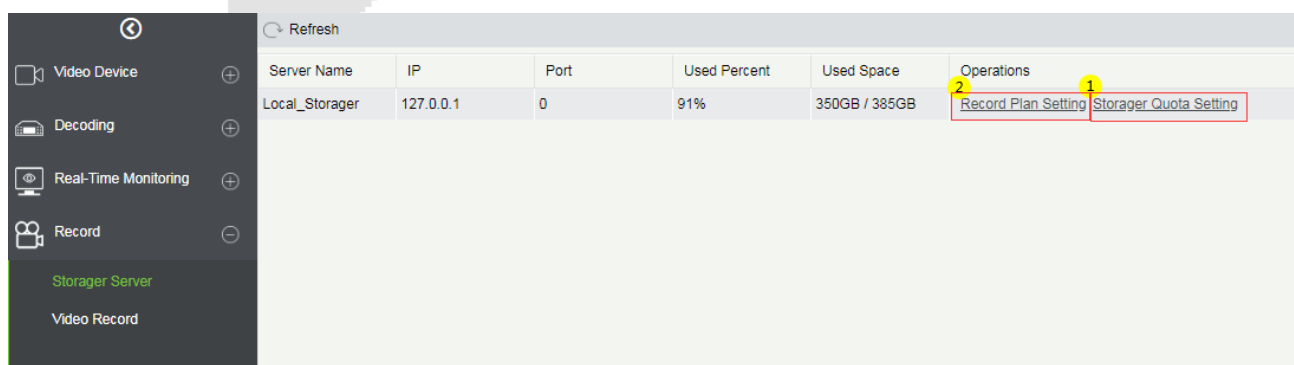 Refresh
Video Device
Decoding
Real-Time Monitoring
Record
Storager Server
Video Record
Server Name IP Port Used Percent Used Space Operations
2 1
Local_Storager 127.0.0.1 0 91% 350GB / 385GB Record Plan Setting Storager Quota Setting